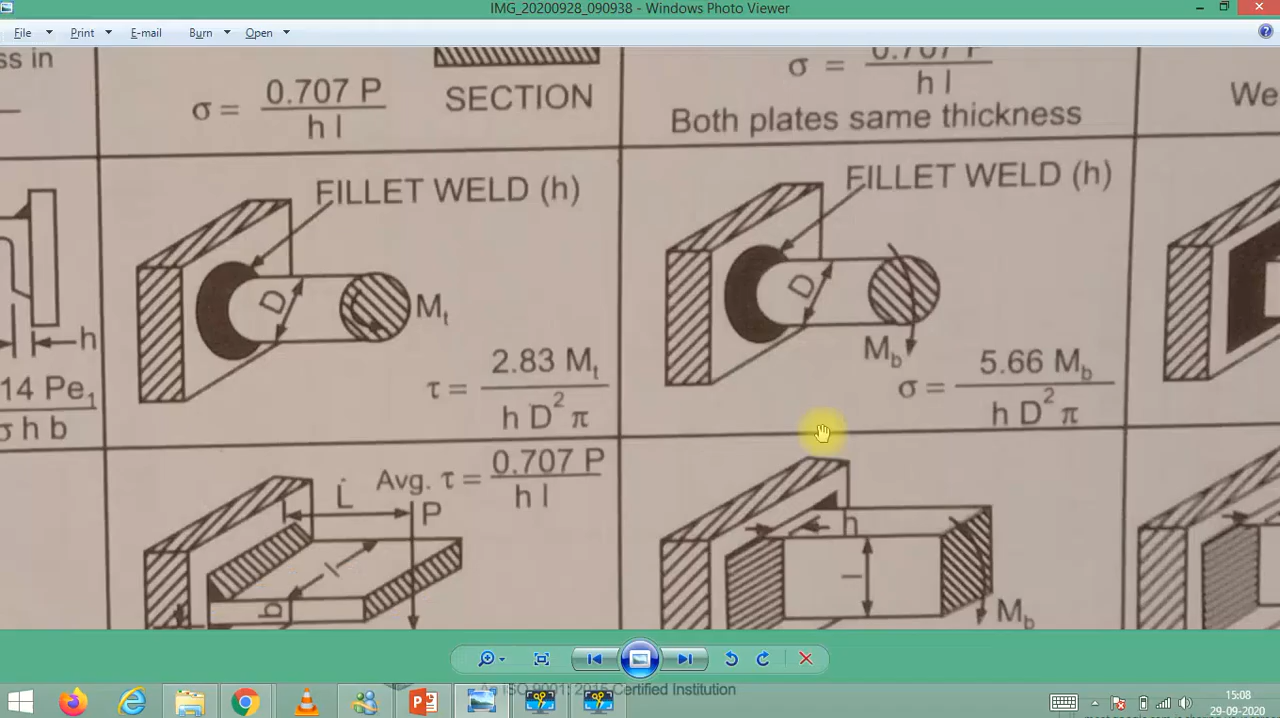 IMG_20200928_090938 - Windows Photo Viewer
File Print E-mail Burn Open
ss in
σ = 0.707 P
h l
SECTION
σ = 0.707 P
h l
Both plates same thickness
We
FILLET WELD (h)
D
Mt
τ = 2.83 Mt
h D² π
FILLET WELD (h)
D
Mb
σ = 5.66 Mb
h D² π
h
14 Pe1
σ h b
Avg. τ = 0.707 P
h l
L
P
l
b
h
l
Mb
An ISO 9001: 2015 Certified Institution
15:08
29-09-2020